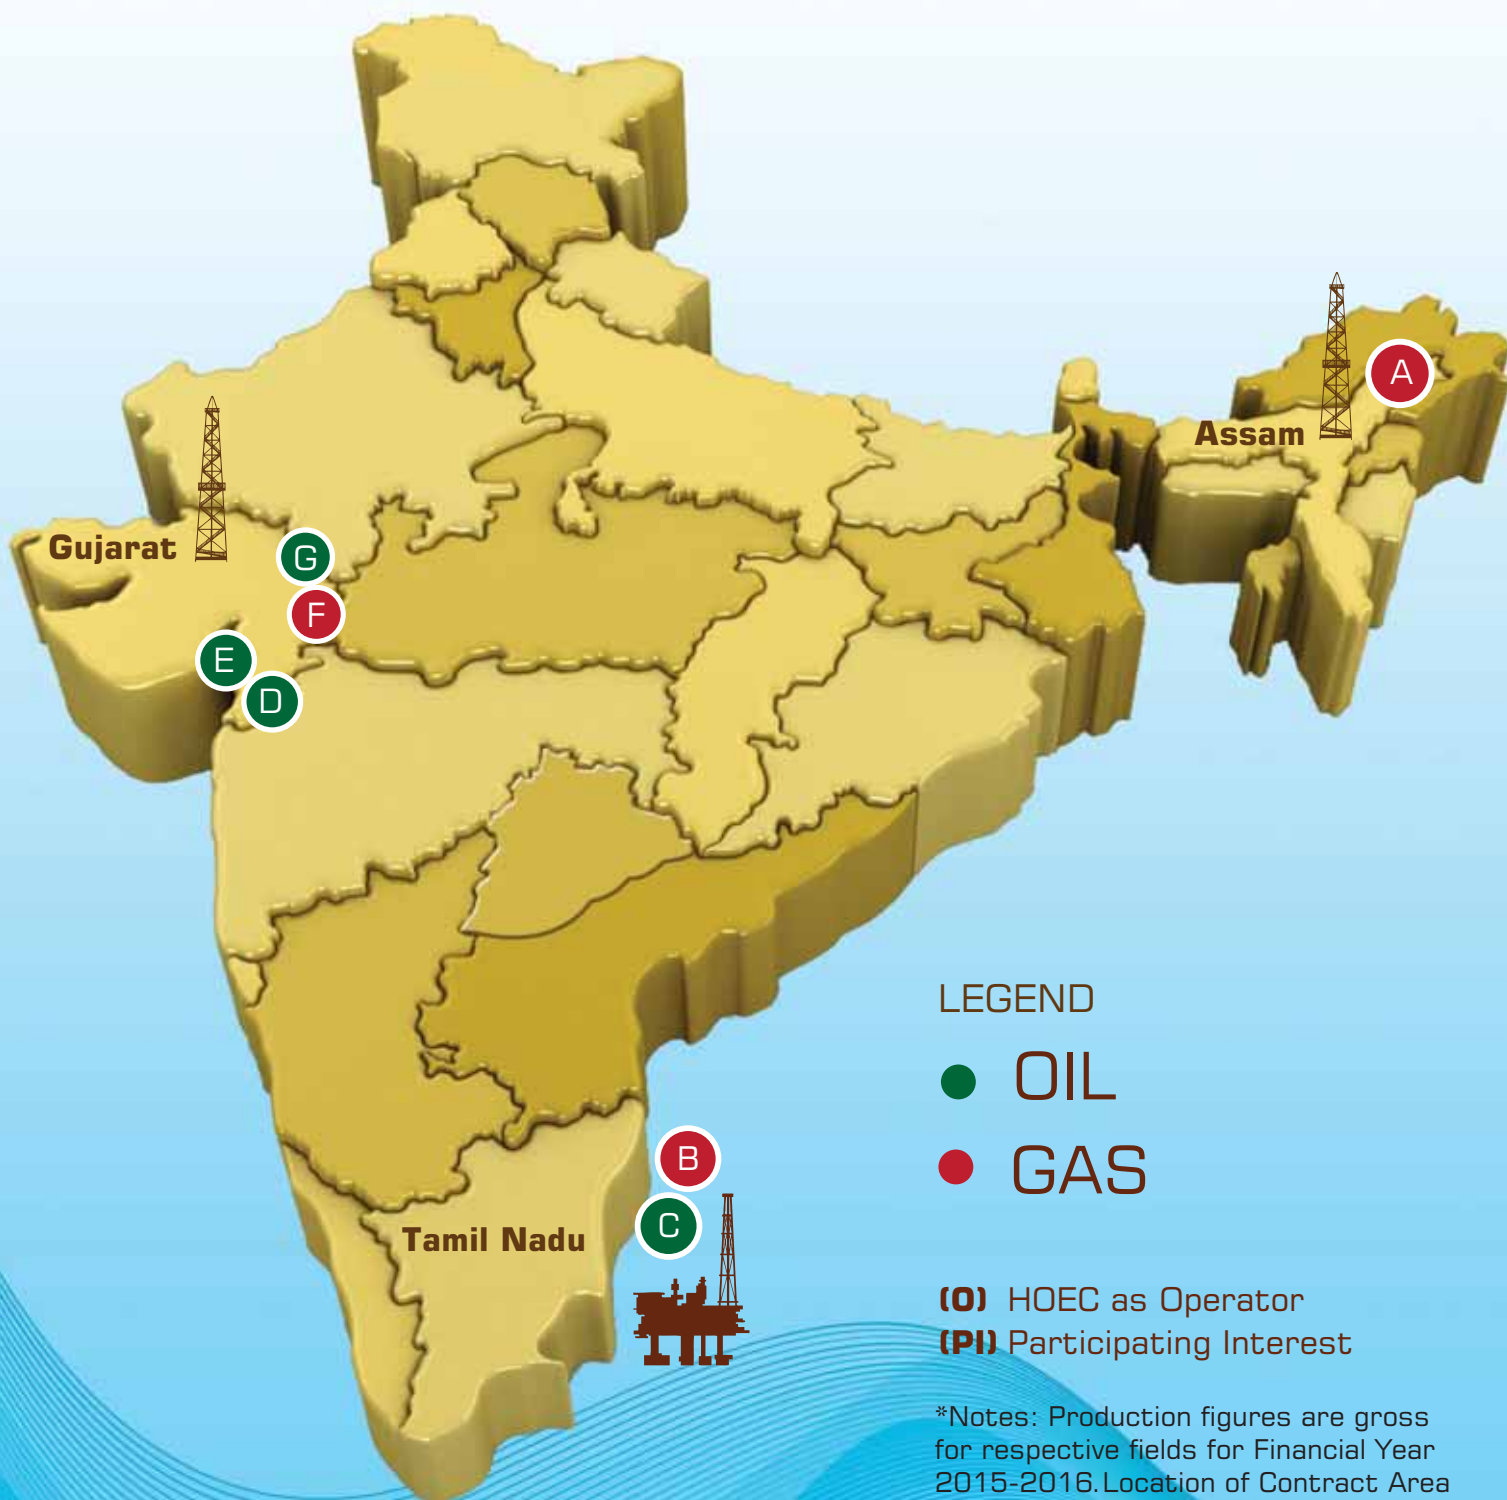 A
Assam
Gujarat
G
F
E
D
LEGEND
OIL
GAS
B
C
Tamil Nadu
(O) HOEC as Operator
(PI) Participating Interest
*Notes: Production figures are gross
for respective fields for Financial Year
2015-2016.Location of Contract Area